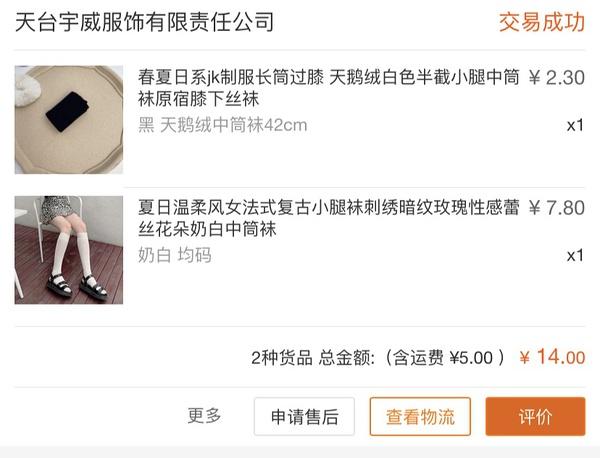 天台宇威服饰有限责任公司 交易成功
春夏日系jk制服长筒过膝 天鹅绒白色半截小腿中筒 ¥ 2.30
袜原宿膝下丝袜
黑 天鹅绒中筒袜42cm x1
夏日温柔风女法式复古小腿袜刺绣暗纹玫瑰性感蕾 ¥ 7.80
丝花朵奶白中筒袜
奶白 均码 x1
2种货品 总金额:（含运费 ¥5.00 ）¥ 14.00
更多 申请售后 查看物流 评价